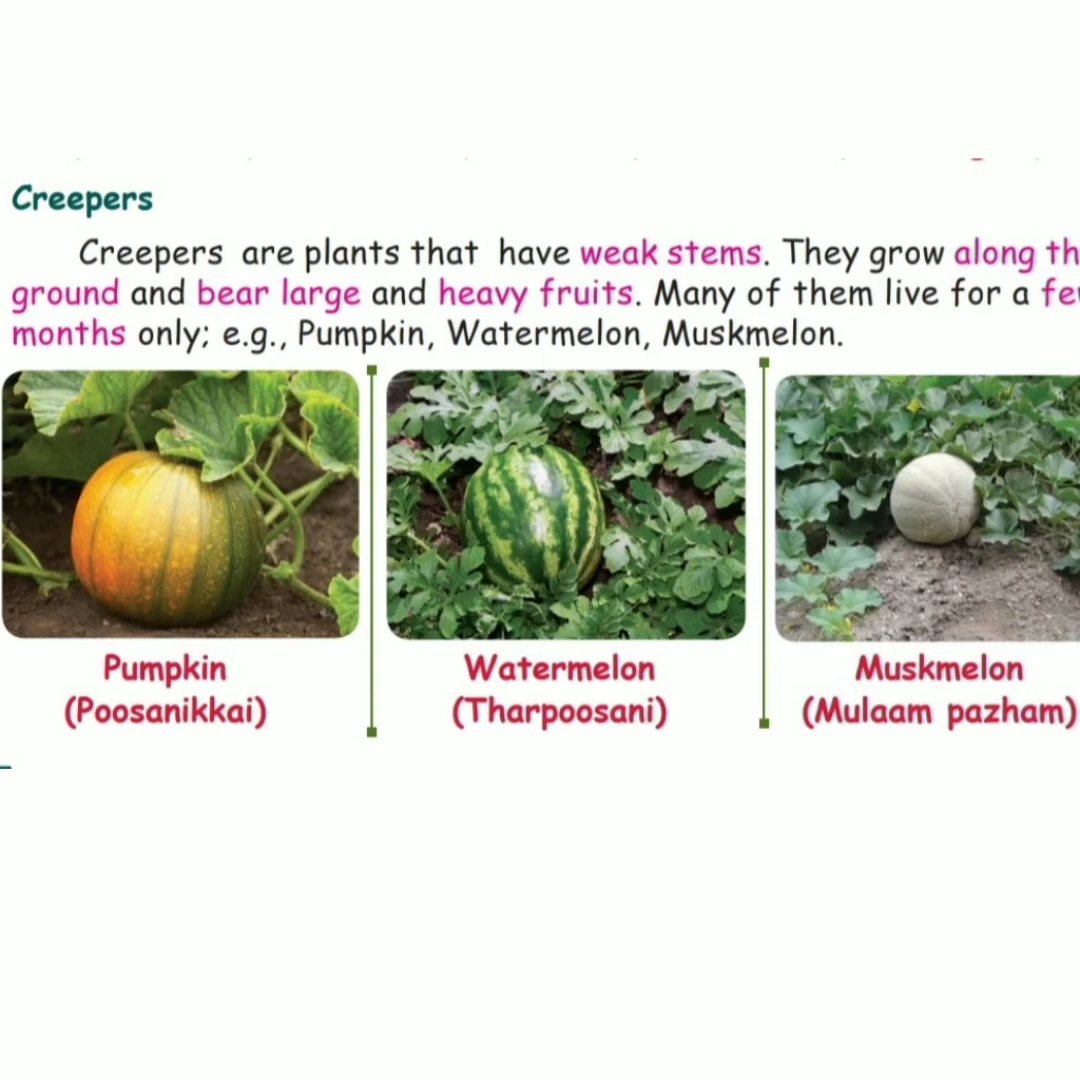 Creepers
Creepers are plants that have weak stems. They grow along th
ground and bear large and heavy fruits. Many of them live for a fe
months only; e.g., Pumpkin, Watermelon, Muskmelon.
Pumpkin
(Poosanikkai)
Watermelon
(Tharpoosani)
Muskmelon
(Mulaam pazham)